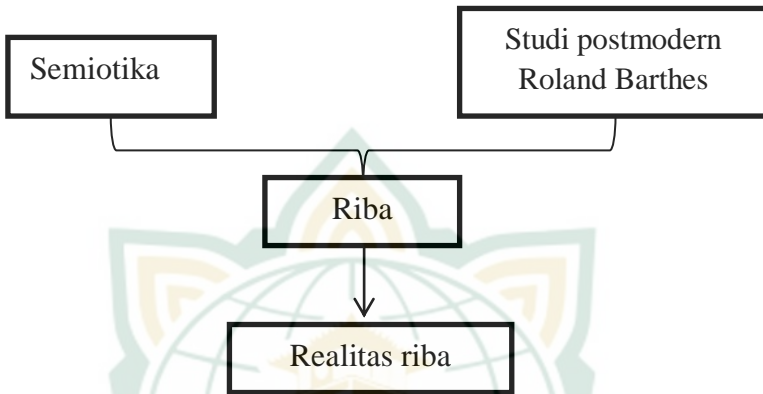 Semiotika
Studi postmodern
Roland Barthes
Riba
Realitas riba